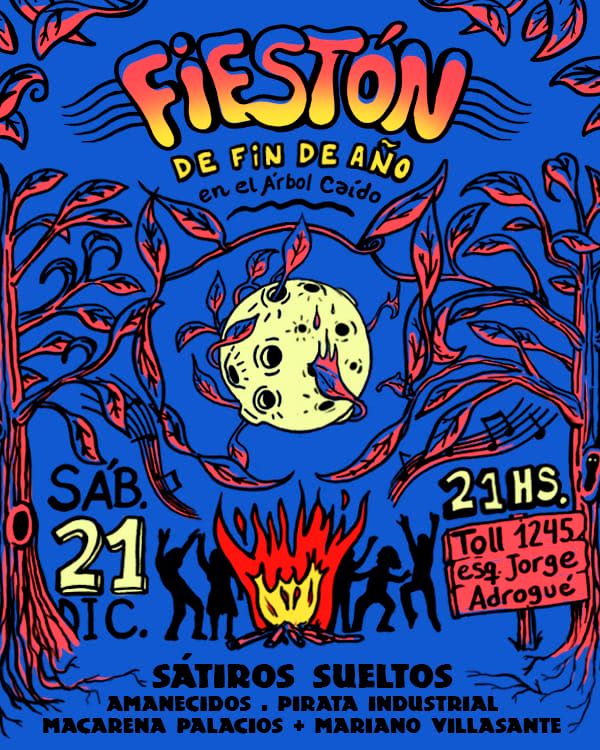 FiESTÓN
DE FiN DE AÑO
en el Árbol Caído
SÁB.
21
DIC.
21 HS.
Toll 1245
esq. Jorge
Adrogué
SÁTIROS SUELTOS
AMANECIDOS . PIRATA INDUSTRIAL
MACARENA PALACIOS + MARIANO VILLASANTE